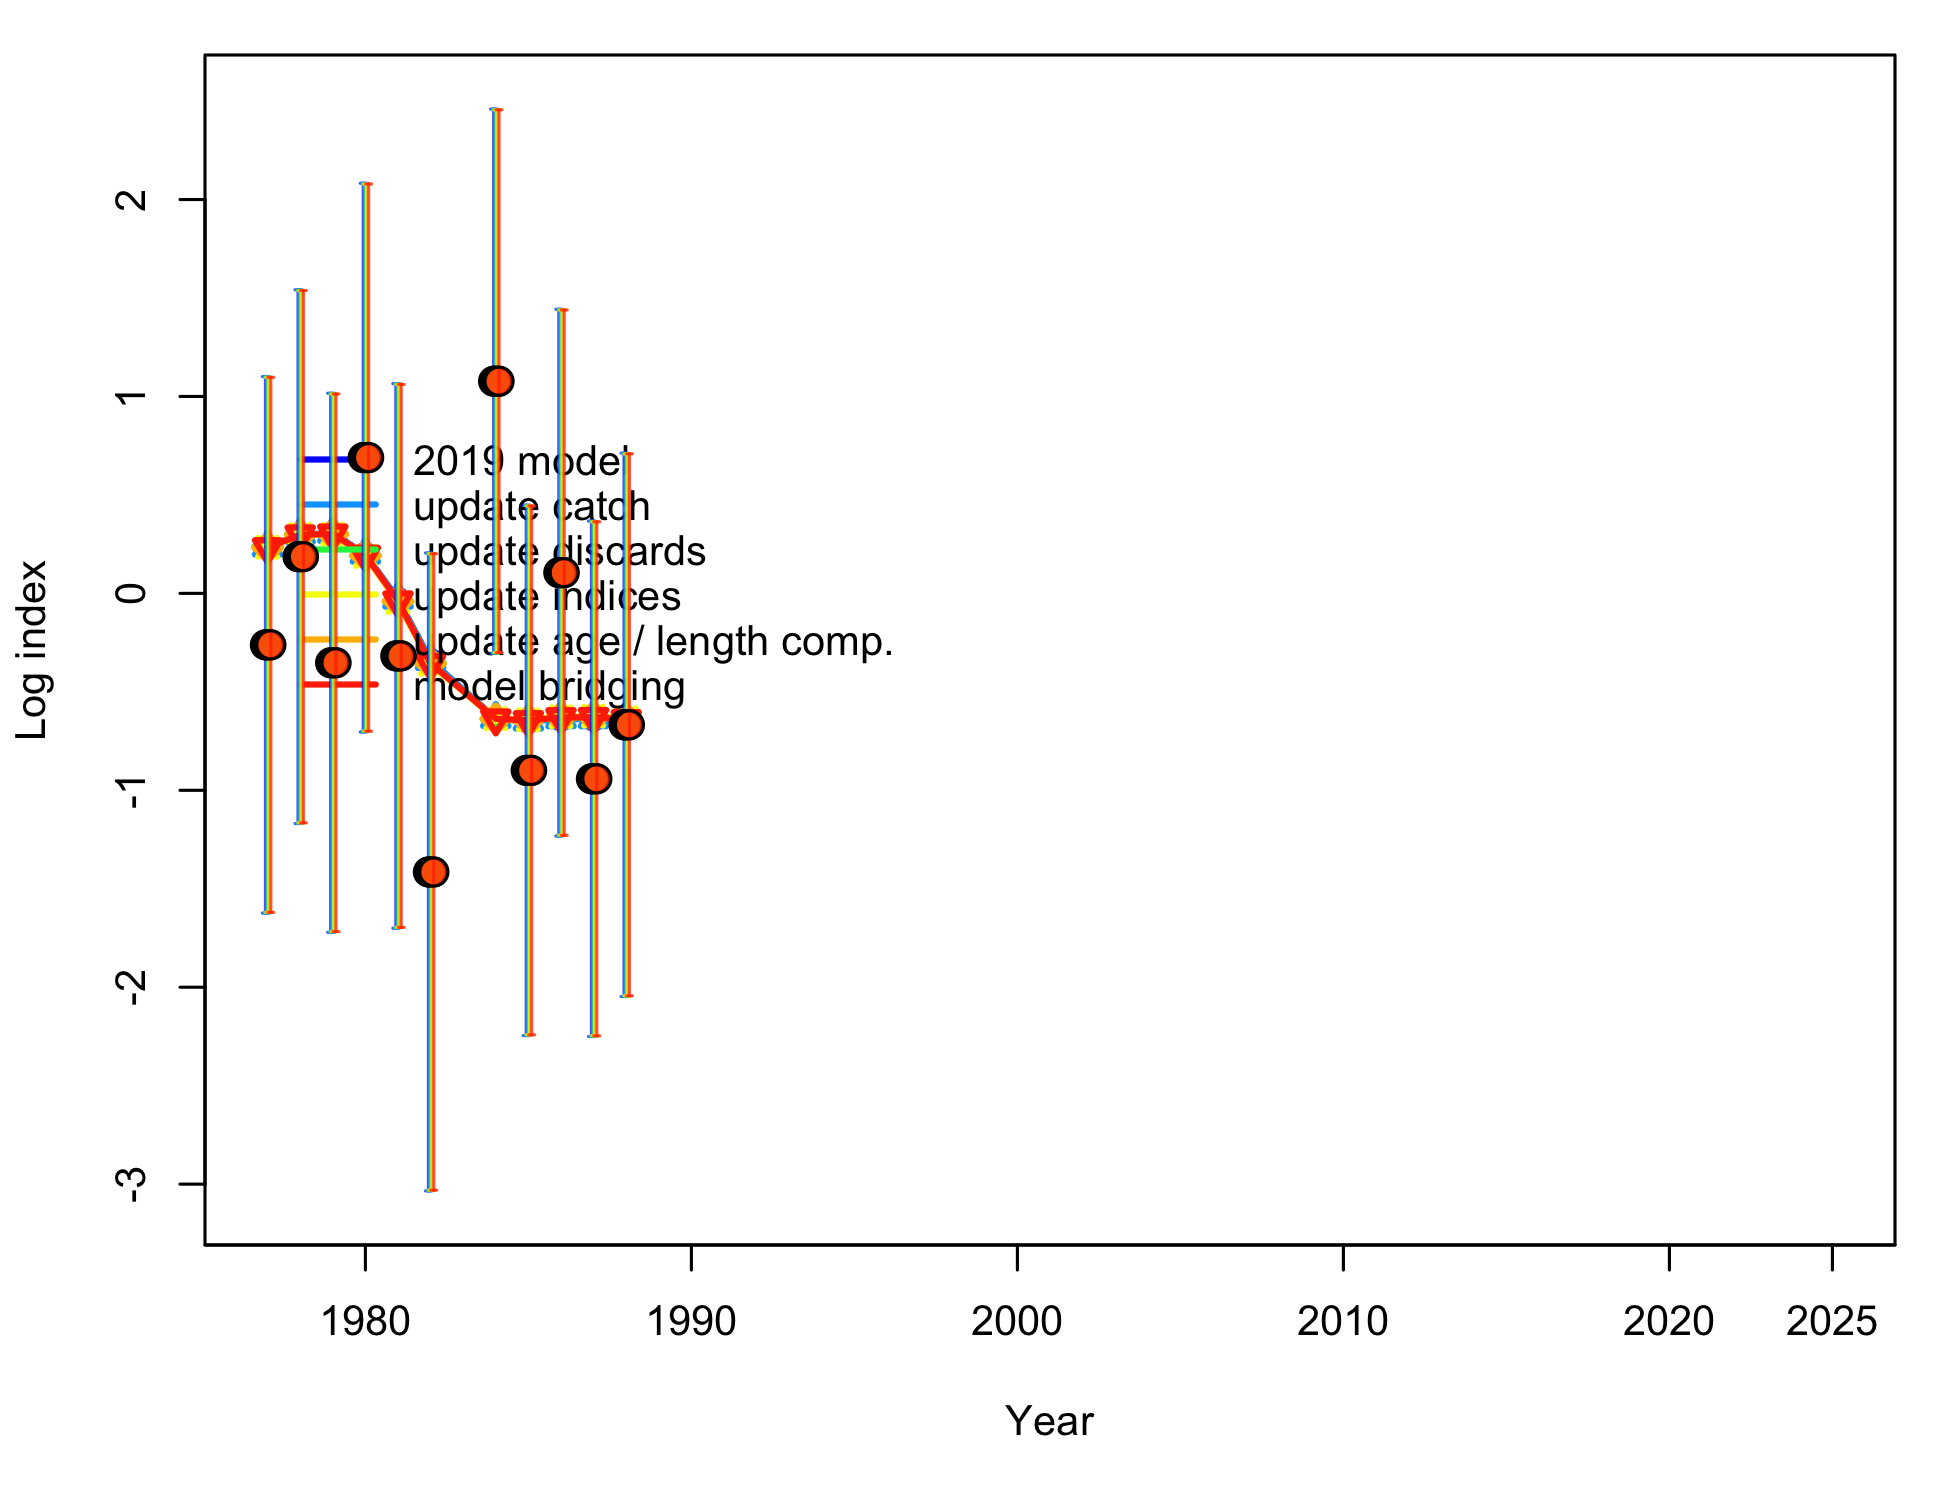 Log index
2
1
0
-1
-2
-3
2019 model
update catch
update discards
update indices
update age / length comp.
model bridging
1980 1990 2000 2010 2020 2025
Year